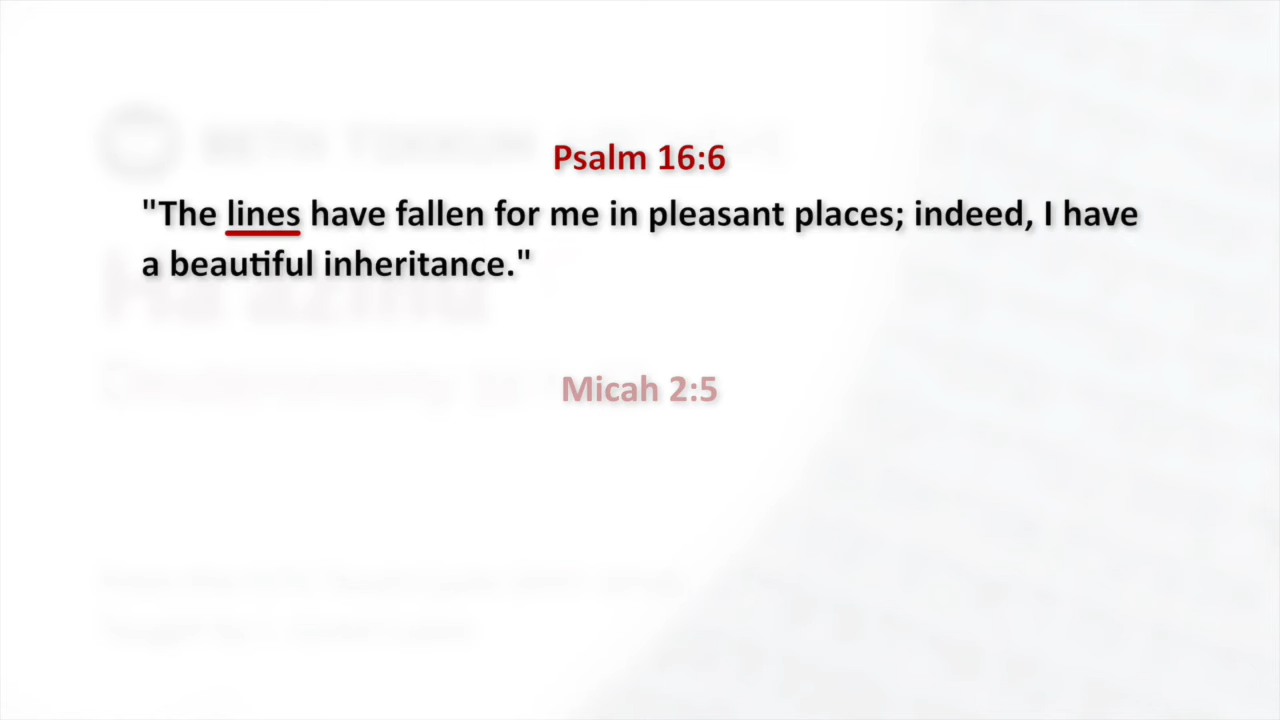 Psalm 16:6
"The lines have fallen for me in pleasant places; indeed, I have
a beautiful inheritance."
Micah 2:5